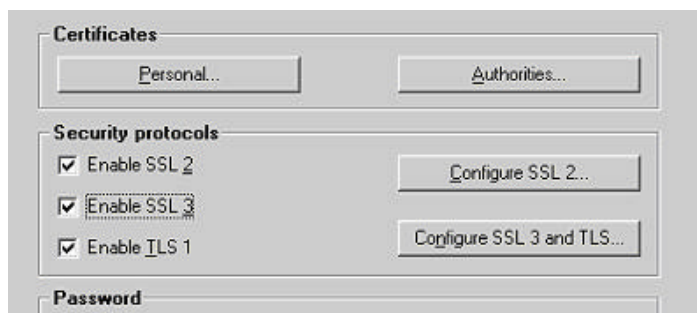 Certificates
Personal...
Authorities...
Security protocols
Enable SSL 2
Configure SSL 2...
Enable SSL 3
Enable TLS 1
Configure SSL 3 and TLS...
Password